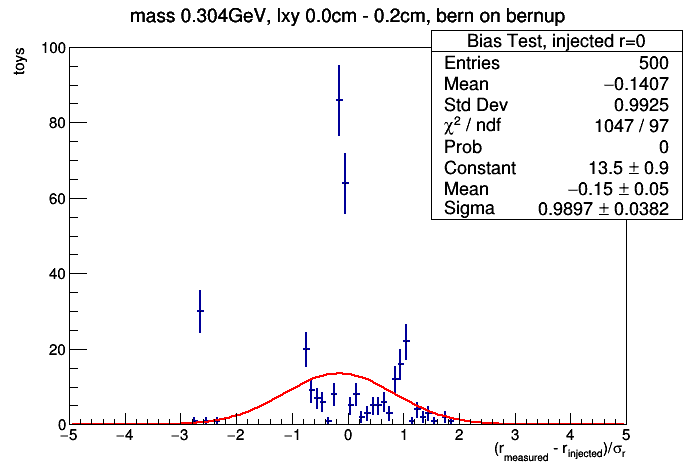 mass 0.304GeV, lxy 0.0cm - 0.2cm, bern on bernup
toys
Bias Test, injected r=0
Entries 500
Mean −0.1407
Std Dev 0.9925
χ² / ndf 1047 / 97
Prob 0
Constant 13.5 ± 0.9
Mean −0.15 ± 0.05
Sigma 0.9897 ± 0.0382
100
80
60
40
20
0
−5 −4 −3 −2 −1 0 1 2 3 4 5
(r_measured - r_injected)/σ_r